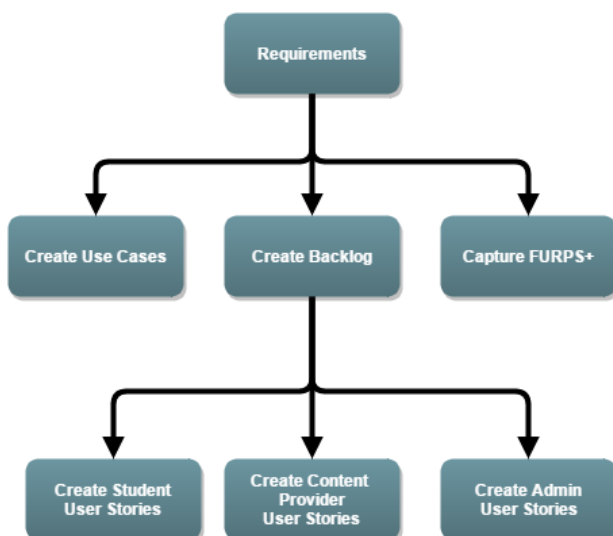 Requirements
Create Use Cases
Create Backlog
Capture FURPS+
Create Student
User Stories
Create Content
Provider
User Stories
Create Admin
User Stories